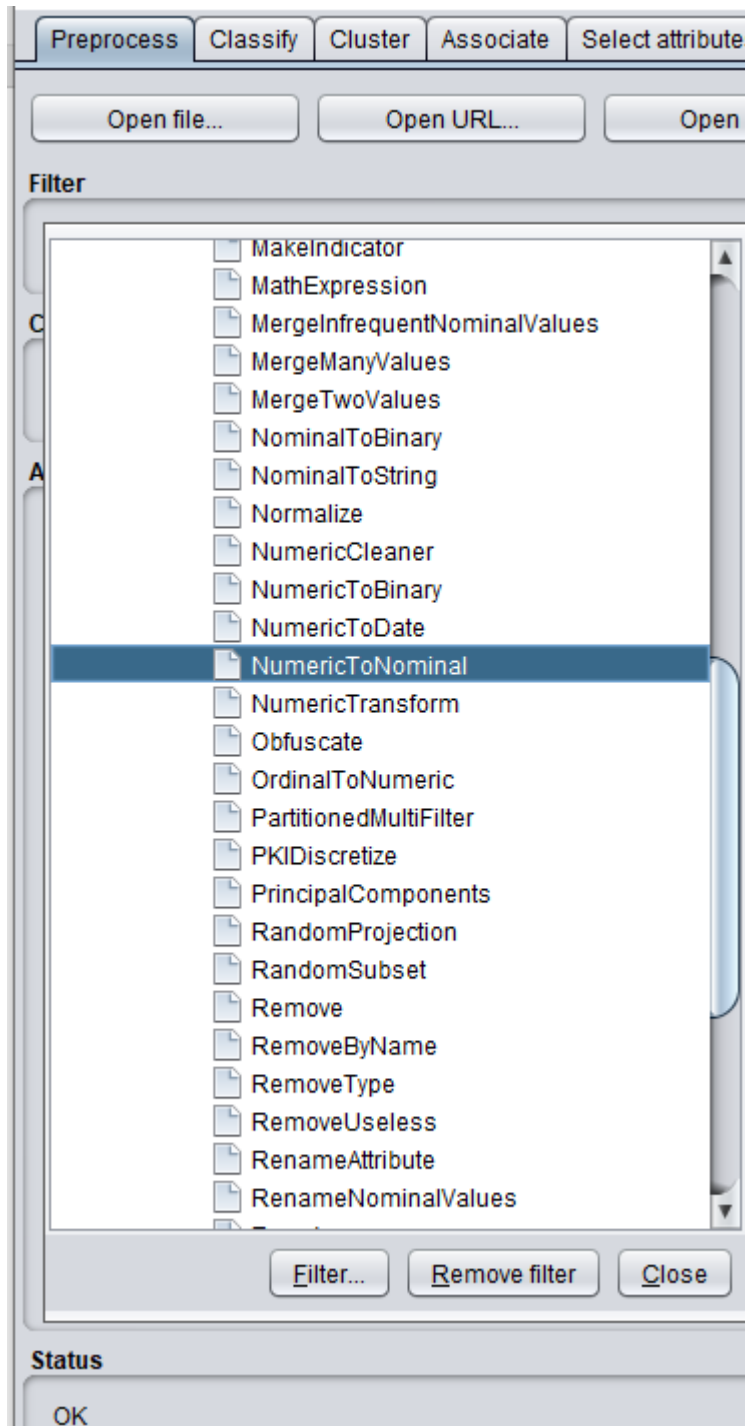 Preprocess Classify Cluster Associate Select attribute
Open file... Open URL... Open
Filter
MakeIndicator
MathExpression
C MergeInfrequentNominalValues
MergeManyValues
MergeTwoValues
NominalToBinary
A NominalToString
Normalize
NumericCleaner
NumericToBinary
NumericToDate
NumericToNominal
NumericTransform
Obfuscate
OrdinalToNumeric
PartitionedMultiFilter
PKIDiscretize
PrincipalComponents
RandomProjection
RandomSubset
Remove
RemoveByName
RemoveType
RemoveUseless
RenameAttribute
RenameNominalValues
Filter... Remove filter Close
Status
OK